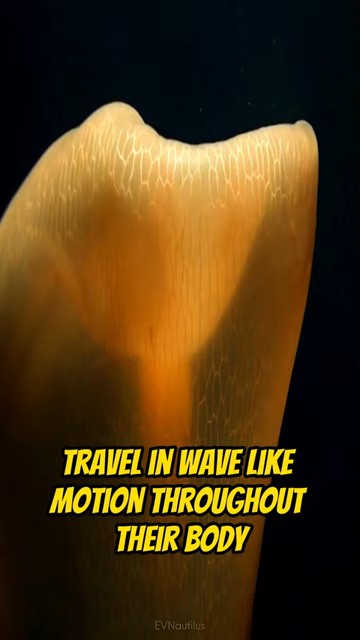 TRAVEL IN WAVE LIKE
MOTION THROUGHOUT
THEIR BODY
EVNautilus